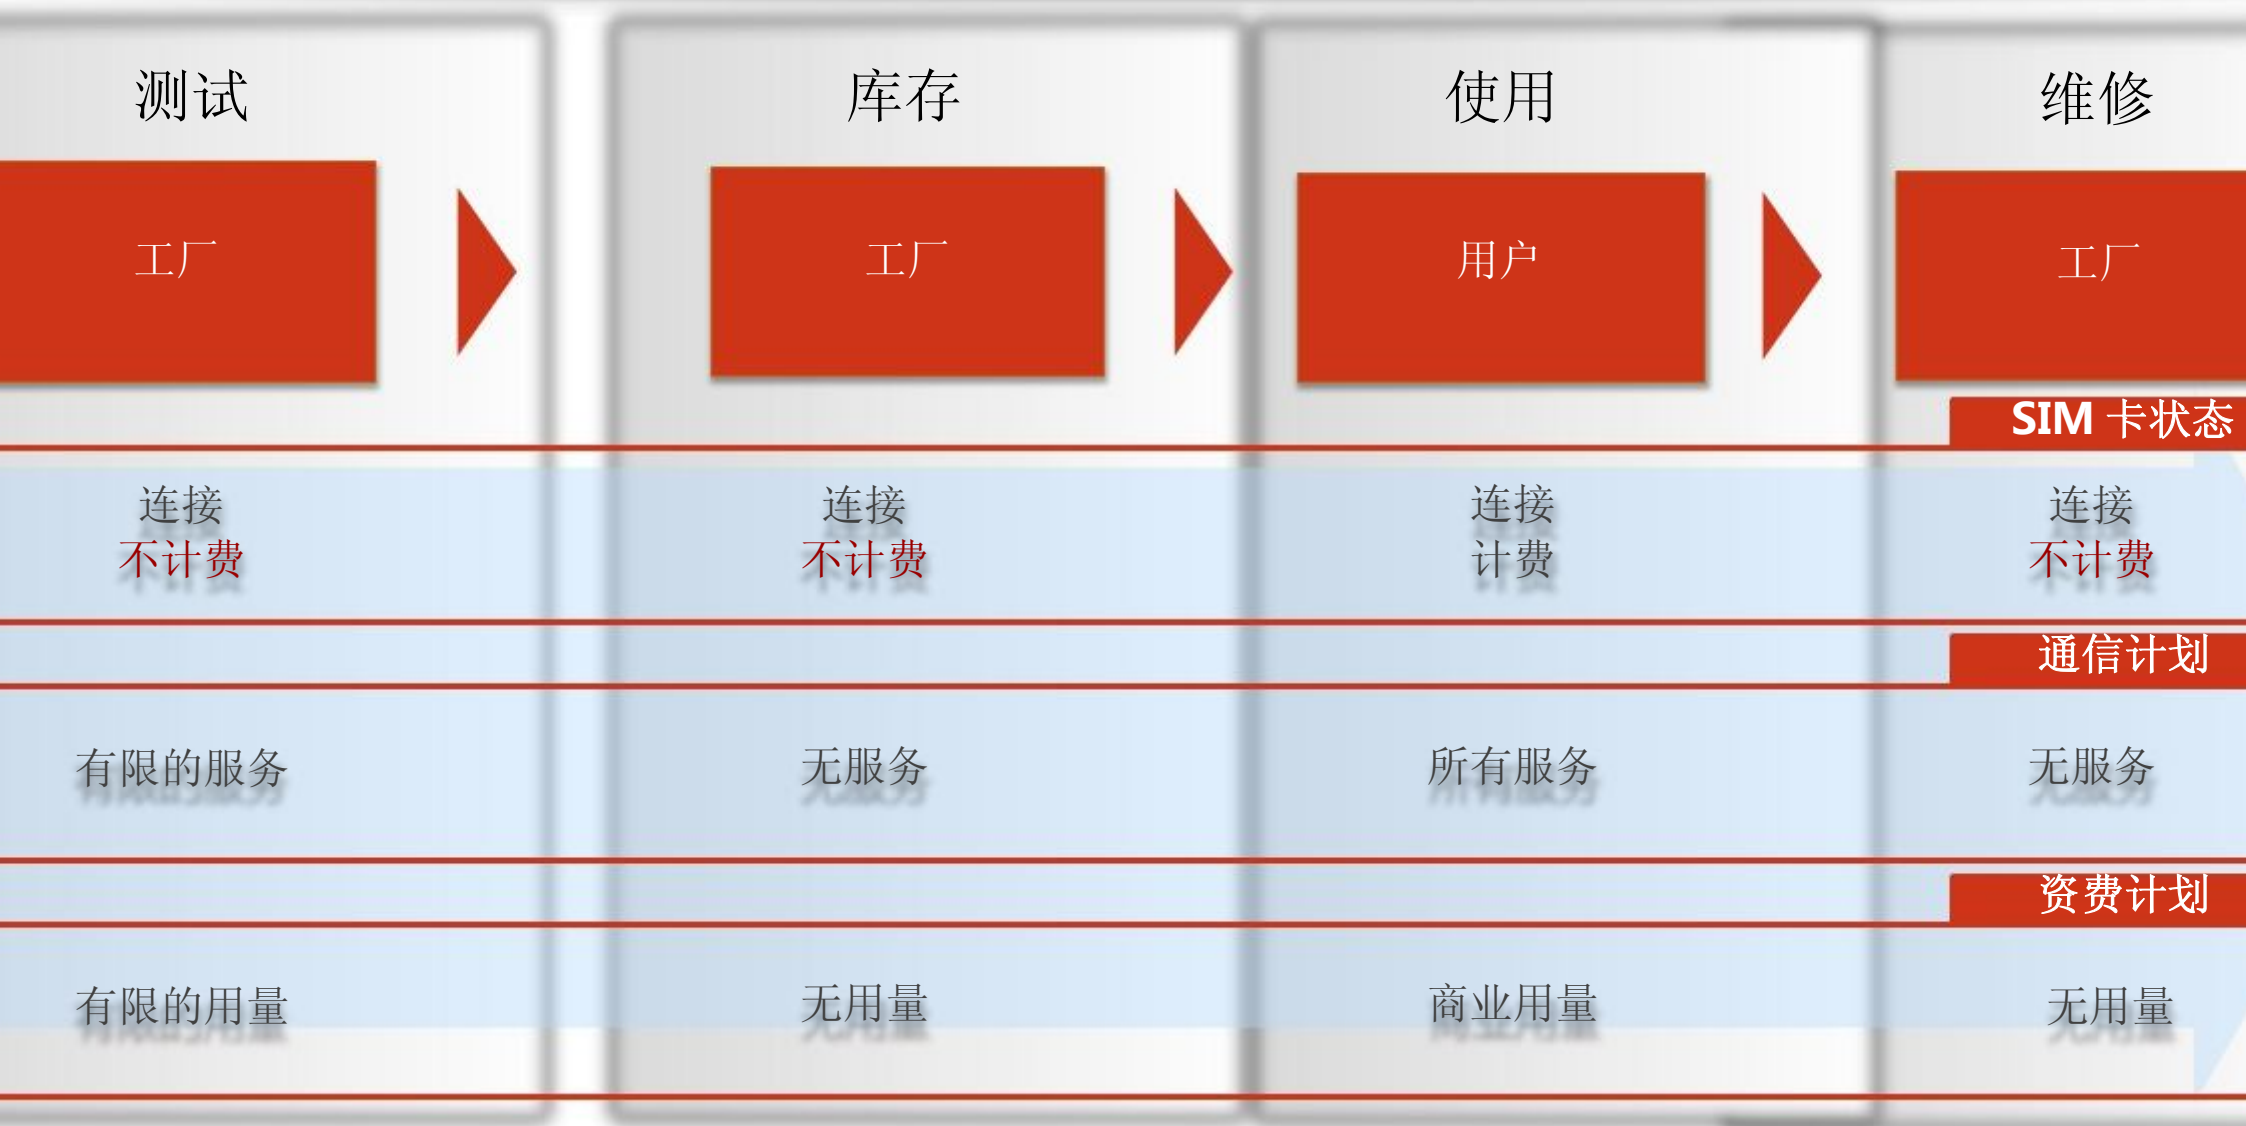 测试
库存
使用
维修
工厂
工厂
用户
工厂
SIM 卡状态
连接
不计费
连接
不计费
连接
计费
连接
不计费
通信计划
有限的服务
无服务
所有服务
无服务
资费计划
有限的用量
无用量
商业用量
无用量